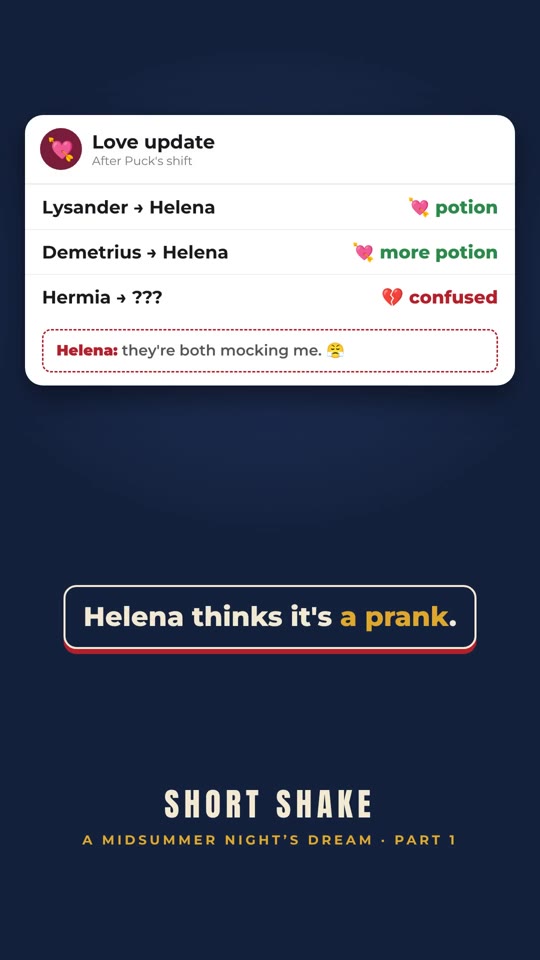 Love update
After Puck's shift
Lysander → Helena 💘 potion
Demetrius → Helena 💘 more potion
Hermia → ??? 💔 confused
Helena: they're both mocking me. 😤
Helena thinks it's a prank.
SHORT SHAKE
A MIDSUMMER NIGHT’S DREAM · PART 1